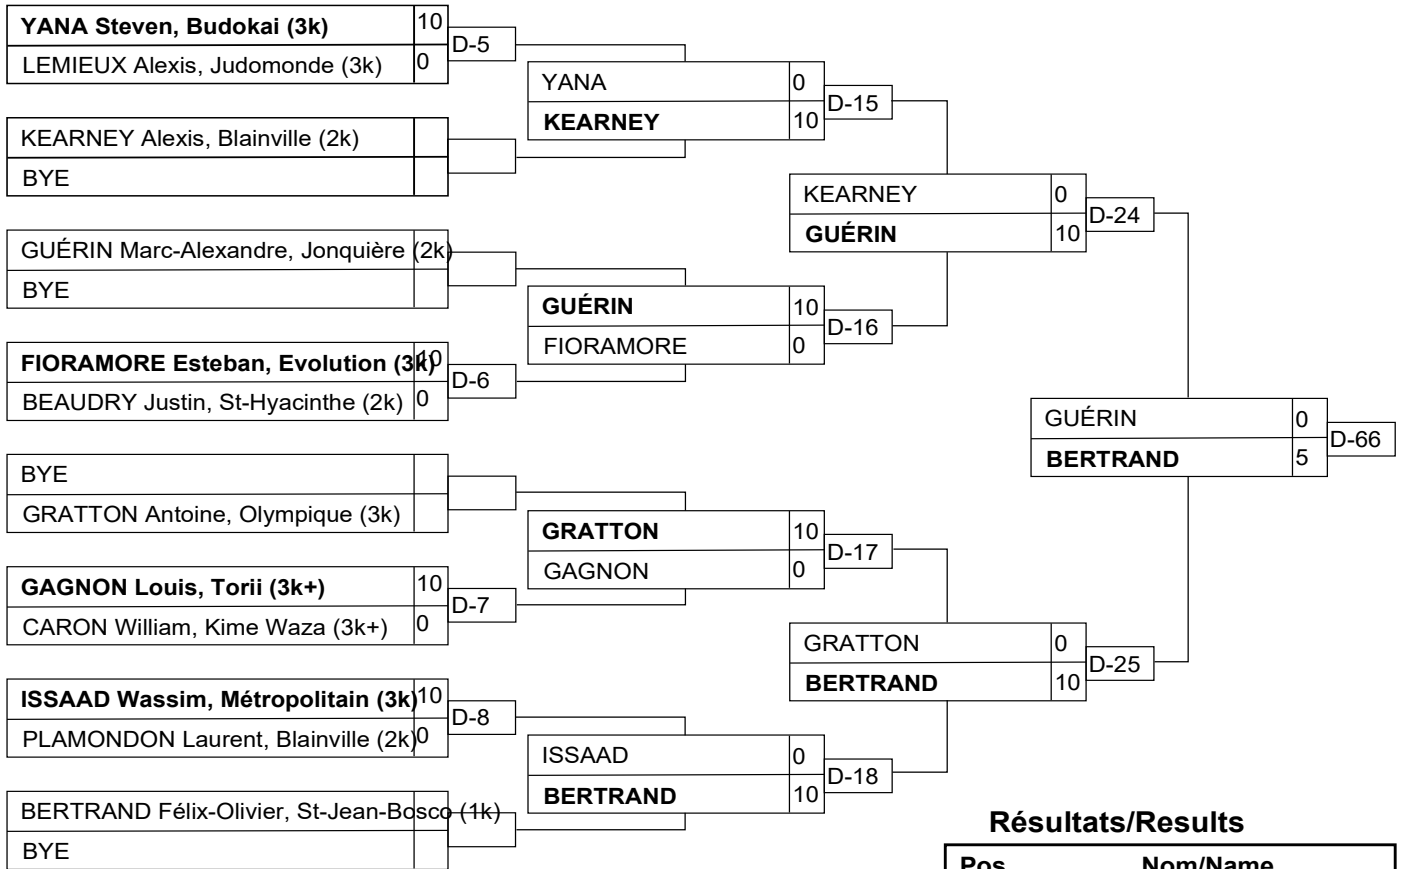 YANA Steven, Budokai (3k) 10
LEMIEUX Alexis, Judomonde (3k) 0
D-5
KEARNEY Alexis, Blainville (2k)
BYE
GUÉRIN Marc-Alexandre, Jonquière (2k)
BYE
FIORAMORE Esteban, Evolution (3k) 10
BEAUDRY Justin, St-Hyacinthe (2k) 0
D-6
BYE
GRATTON Antoine, Olympique (3k)
GAGNON Louis, Torii (3k+) 10
CARON William, Kime Waza (3k+) 0
D-7
ISSAAD Wassim, Métropolitain (3k) 10
PLAMONDON Laurent, Blainville (2k) 0
D-8
BERTRAND Félix-Olivier, St-Jean-Bosco (1k)
BYE
YANA 0
KEARNEY 10
D-15
GUÉRIN 10
FIORAMORE 0
D-16
GRATTON 10
GAGNON 0
D-17
ISSAAD 0
BERTRAND 10
D-18
KEARNEY 0
GUÉRIN 10
D-24
GRATTON 0
BERTRAND 10
D-25
GUÉRIN 0
BERTRAND 5
D-66
Résultats/Results
Pos Nom/Name